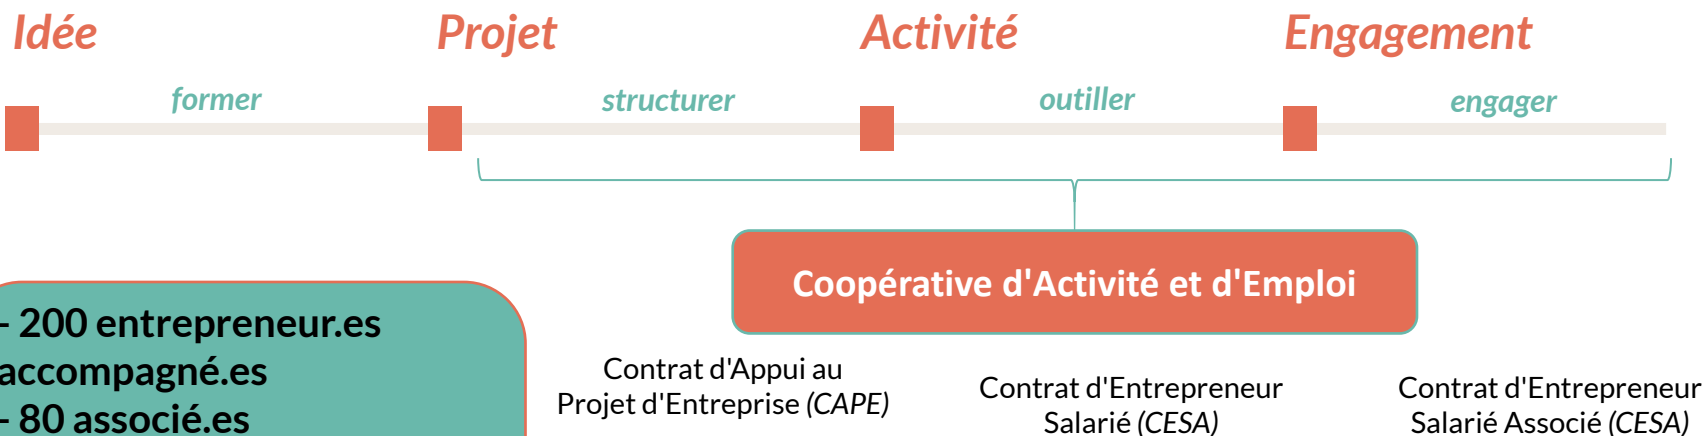 Idée
Projet
Activité
Engagement
former
structurer
outiller
engager
Coopérative d'Activité et d'Emploi
- 200 entrepreneur.es
accompagné.es
- 80 associé.es
Contrat d'Appui au
Projet d'Entreprise (CAPE)
Contrat d'Entrepreneur
Salarié (CESA)
Contrat d'Entrepreneur
Salarié Associé (CESA)